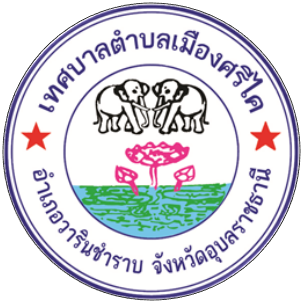 เทศบาลตำบลเมืองศรีไค
อำเภอวารินชำราบ จังหวัดอุบลราชธานี